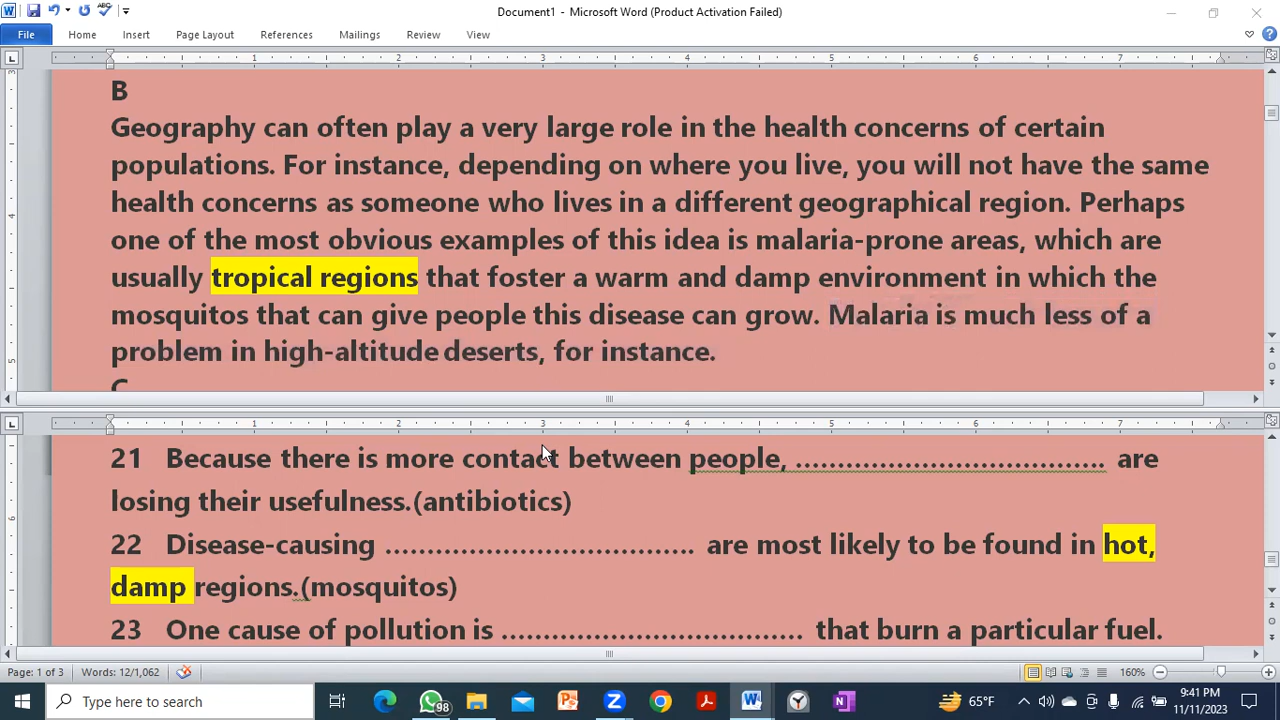 Document1 - Microsoft Word (Product Activation Failed)
File Home Insert Page Layout References Mailings Review View
B
Geography can often play a very large role in the health concerns of certain
populations. For instance, depending on where you live, you will not have the same
health concerns as someone who lives in a different geographical region. Perhaps
one of the most obvious examples of this idea is malaria-prone areas, which are
usually tropical regions that foster a warm and damp environment in which the
mosquitos that can give people this disease can grow. Malaria is much less of a
problem in high-altitude deserts, for instance.
C
21 Because there is more contact between people, ………………………………. are
losing their usefulness.(antibiotics)
22 Disease-causing ………………………………. are most likely to be found in hot,
damp regions.(mosquitos)
23 One cause of pollution is ……………………………… that burn a particular fuel.
Page: 1 of 3 Words: 12/1,062 160%
Type here to search 98 65°F 9:41 PM
11/11/2023